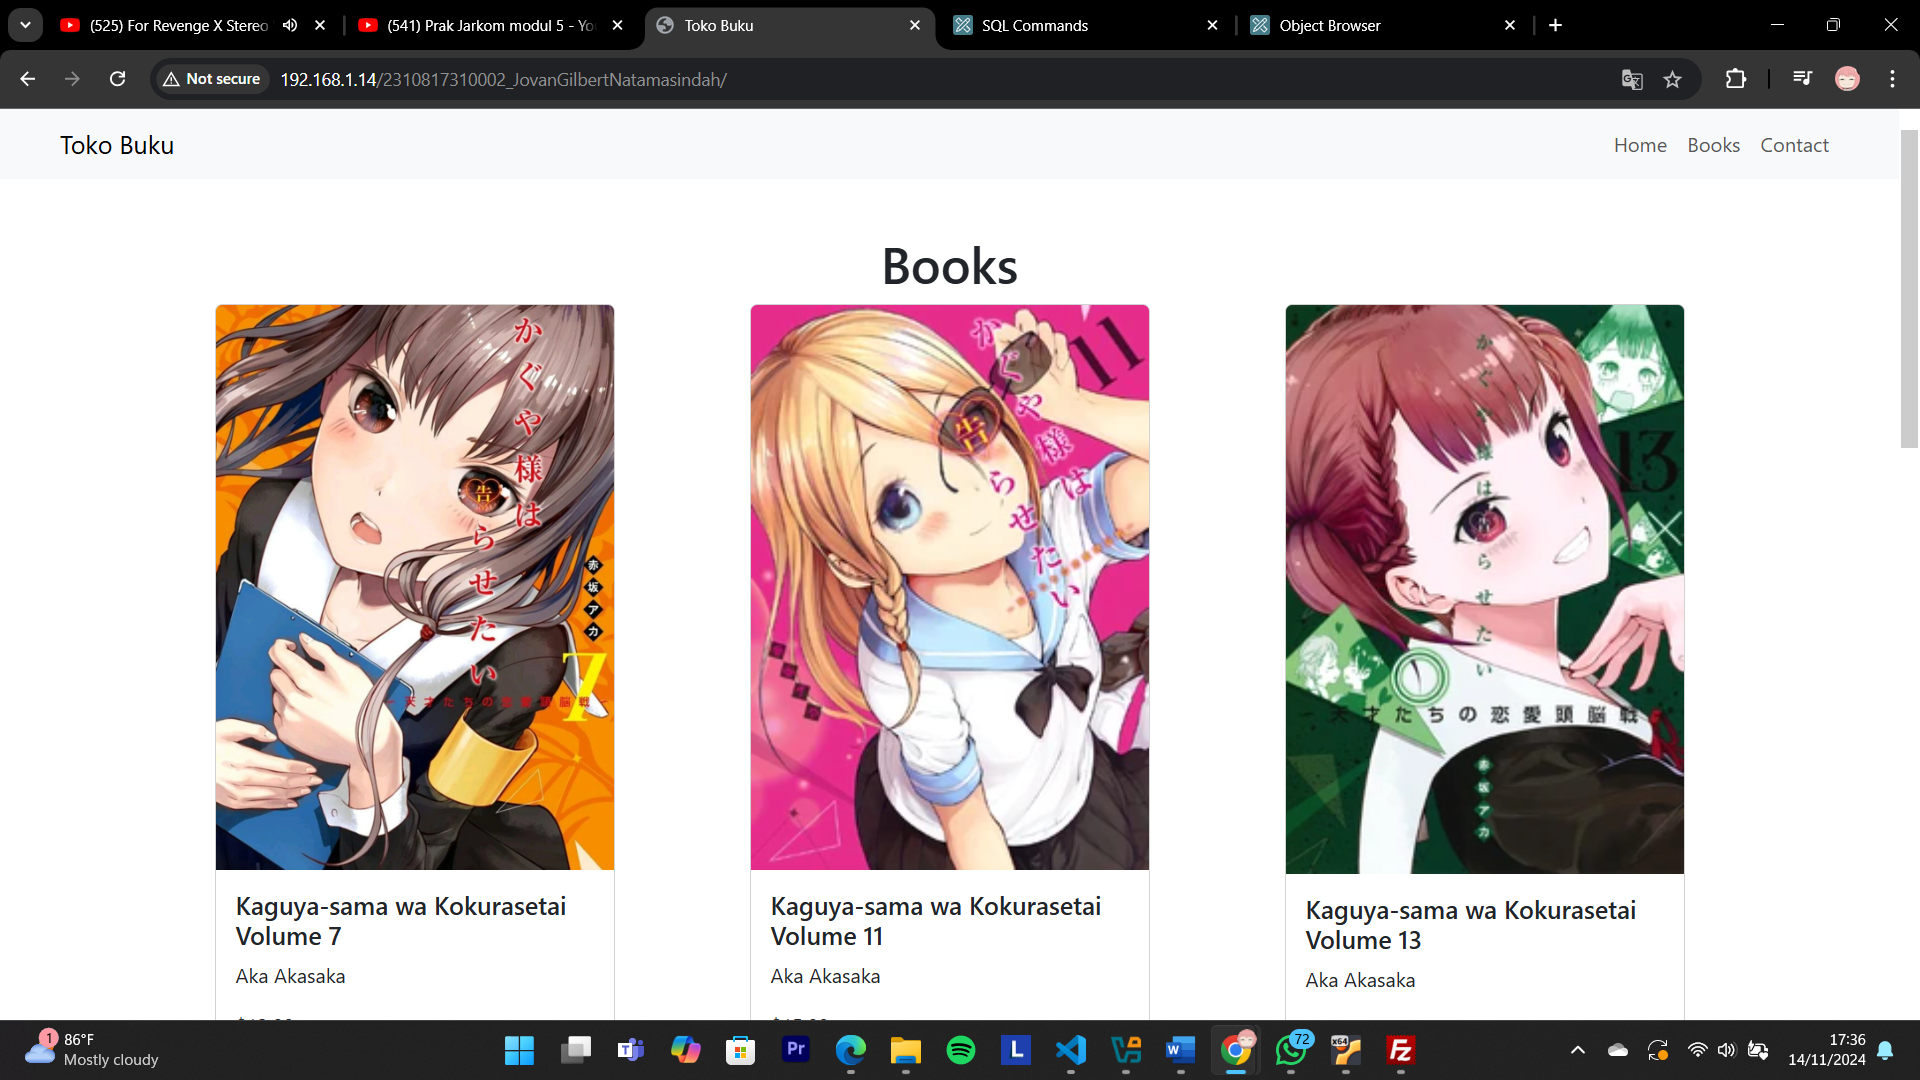 (525) For Revenge X Stereo
(541) Prak Jarkom modul 5 - You
Toko Buku
SQL Commands
Object Browser
Not secure
192.168.1.14/2310817310002_JovanGilbertNatamasindah/
Toko Buku
Home
Books
Contact
Books
かぐや様は
告
らせたい
赤坂アカ
7
天才たちの恋愛頭脳戦
11
かぐや様は
告
らせたい
13
かぐや様は
告
らせたい
天才たちの恋愛頭脳戦
赤坂アカ
Kaguya-sama wa Kokurasetai
Volume 7
Aka Akasaka
Kaguya-sama wa Kokurasetai
Volume 11
Aka Akasaka
Kaguya-sama wa Kokurasetai
Volume 13
Aka Akasaka
1
86°F
Mostly cloudy
Pr
L
W
72
x64
Fz
17:36
14/11/2024